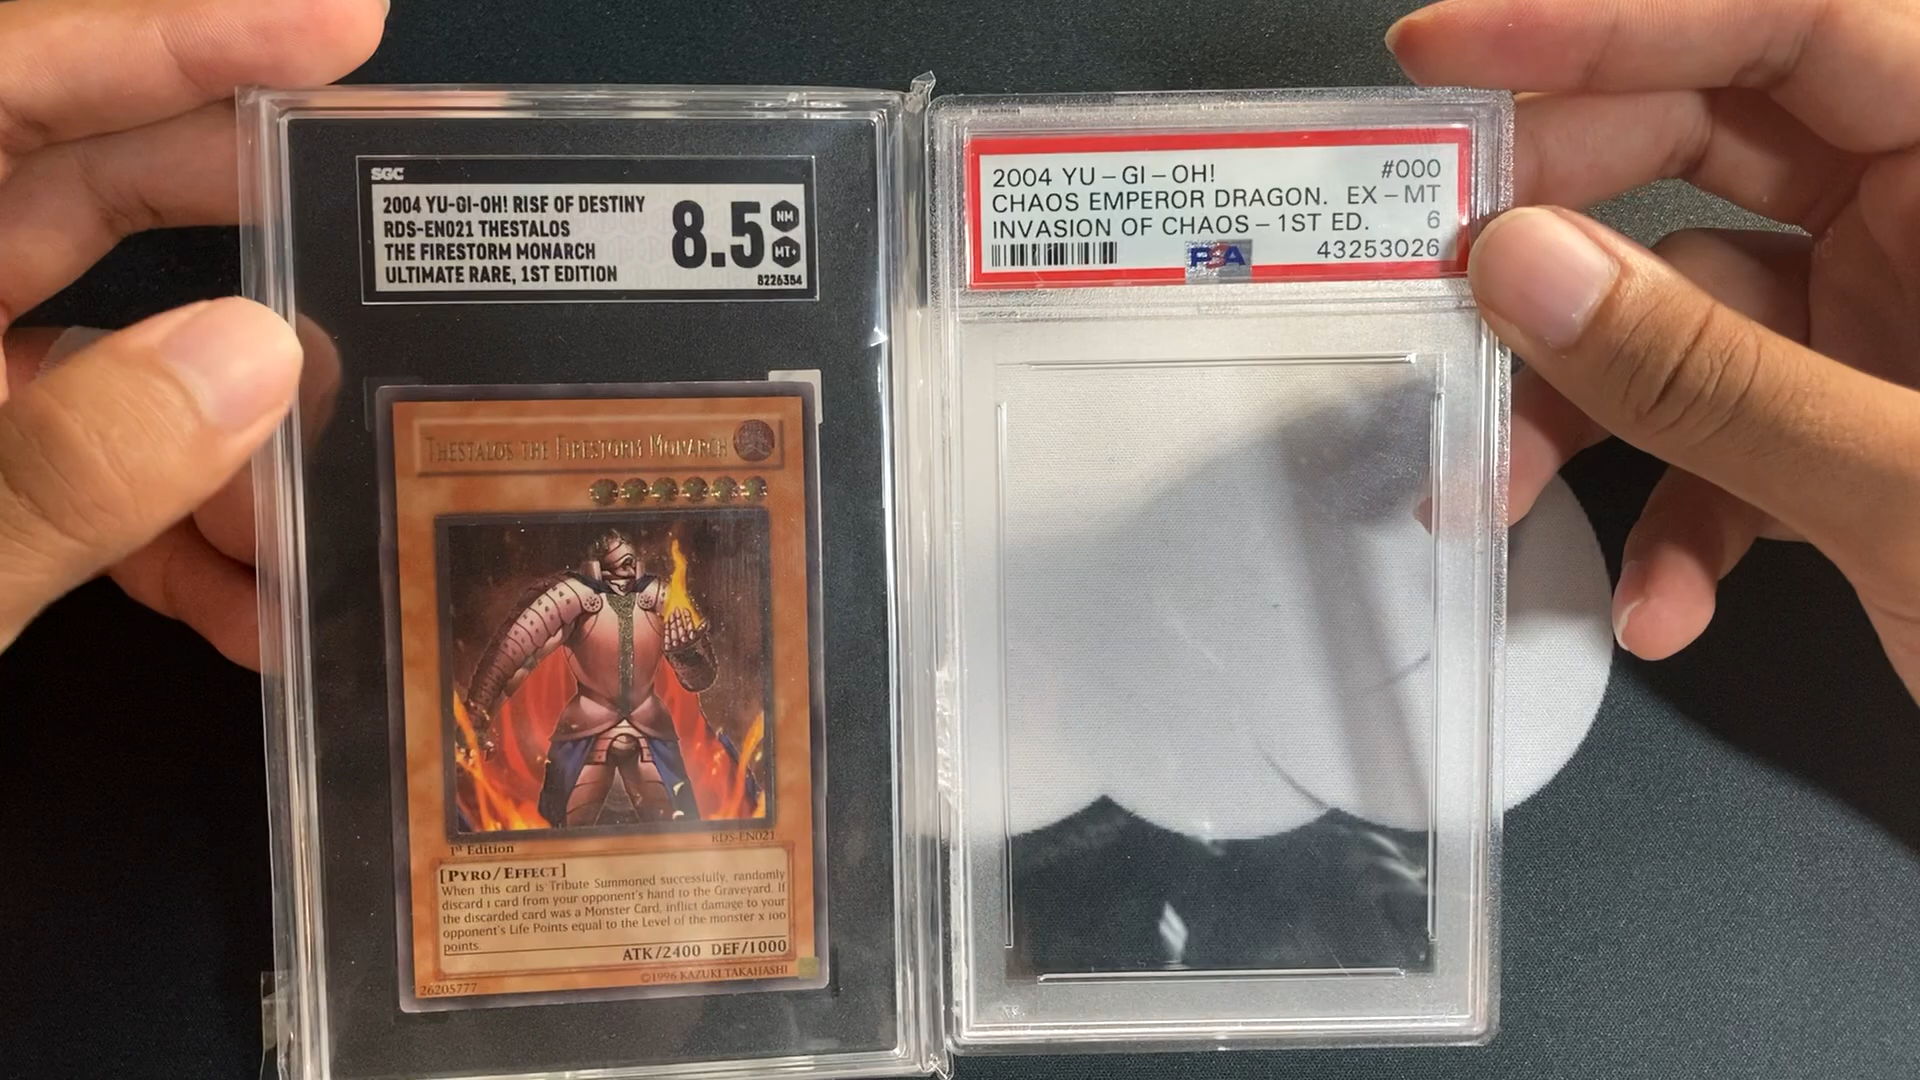 SGC
2004 YU-GI-OH! RISE OF DESTINY
RDS-EN021 THESTALOS
THE FIRESTORM MONARCH
ULTIMATE RARE, 1ST EDITION
8.5
NM
MT+
8226354
THESTALOS THE FIRESTORM MONARCH
RDS-EN021
1st Edition
[PYRO/EFFECT]
When this card is Tribute Summoned successfully, randomly
discard 1 card from your opponent's hand to the Graveyard. If
the discarded card was a Monster Card, inflict damage to your
opponent's Life Points equal to the Level of the monster x 100
points.
ATK/2400 DEF/1000
26205777
©1996 KAZUKI TAKAHASHI
2004 YU-GI-OH! #000
CHAOS EMPEROR DRAGON. EX-MT
INVASION OF CHAOS-1ST ED. 6
PSA 43253026